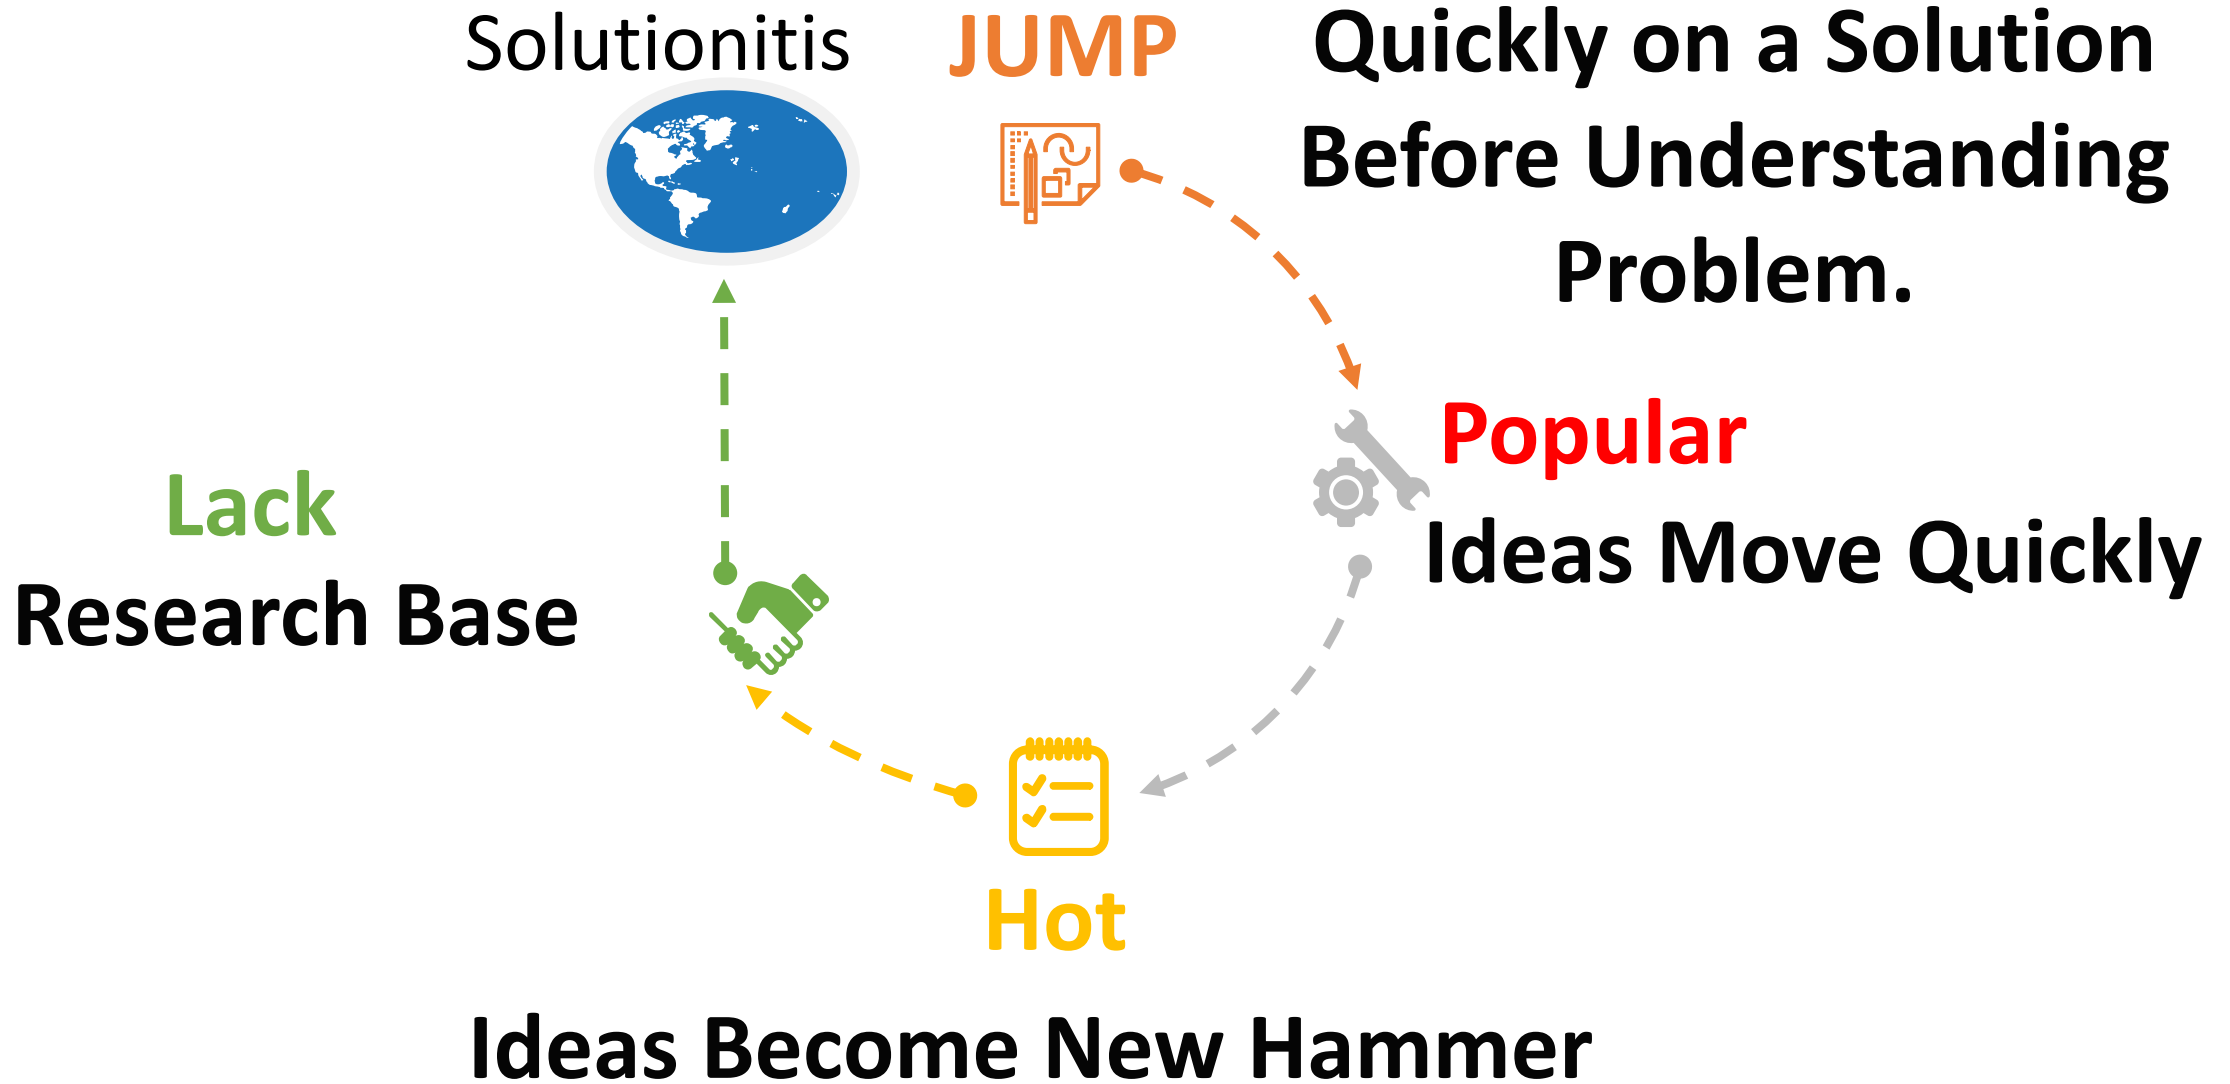 Solutionitis
JUMP
Quickly on a Solution
Before Understanding
Problem.
Popular
Ideas Move Quickly
Hot
Ideas Become New Hammer
Lack
Research Base